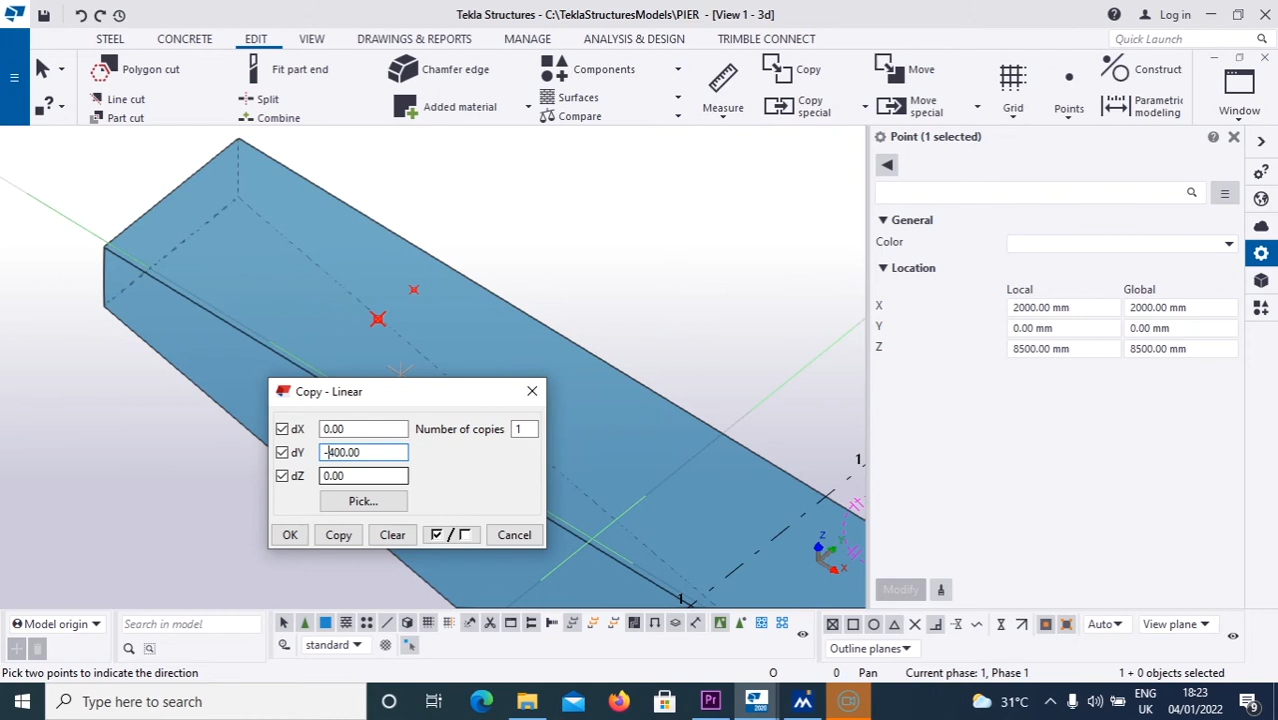 Tekla Structures - C:\TeklaStructuresModels\PIER - [View 1 - 3d]
Log in
STEEL CONCRETE EDIT VIEW DRAWINGS & REPORTS MANAGE ANALYSIS & DESIGN TRIMBLE CONNECT
Quick Launch
Polygon cut
Line cut
Part cut
Fit part end
Split
Combine
Chamfer edge
Added material
Components
Surfaces
Compare
Measure
Copy
Copy special
Move
Move special
Grid
Points
Construct
Parametric modeling
Window
Point (1 selected)
General
Color
Location
Local Global
X 2000.00 mm 2000.00 mm
Y 0.00 mm 0.00 mm
Z 8500.00 mm 8500.00 mm
Modify
Copy - Linear
dX 0.00 Number of copies 1
dY -400.00
dZ 0.00
Pick...
OK Copy Clear / Cancel
1
1
Z
Y
X
Model origin
Search in model
standard
Auto
View plane
Outline planes
Pick two points to indicate the direction
O 0 Pan Current phase: 1, Phase 1 1 + 0 objects selected
Type here to search
Pr
2020
31°C
ENG
UK
18:23
04/01/2022
9